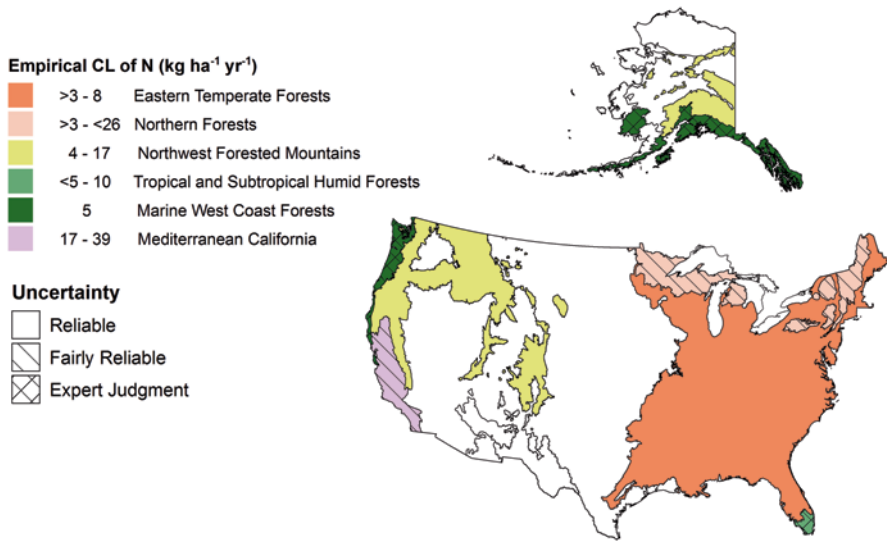 Empirical CL of N (kg ha⁻¹ yr⁻¹)
>3 - 8 Eastern Temperate Forests
>3 - <26 Northern Forests
4 - 17 Northwest Forested Mountains
<5 - 10 Tropical and Subtropical Humid Forests
5 Marine West Coast Forests
17 - 39 Mediterranean California
Uncertainty
Reliable
Fairly Reliable
Expert Judgment